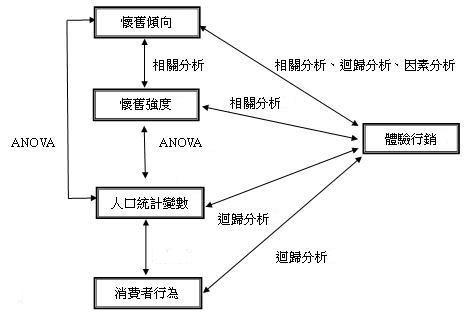 懷舊傾向
相關分析
相關分析、迴歸分析、因素分析
懷舊強度
相關分析
體驗行銷
ANOVA
ANOVA
人口統計變數
迴歸分析
迴歸分析
消費者行為